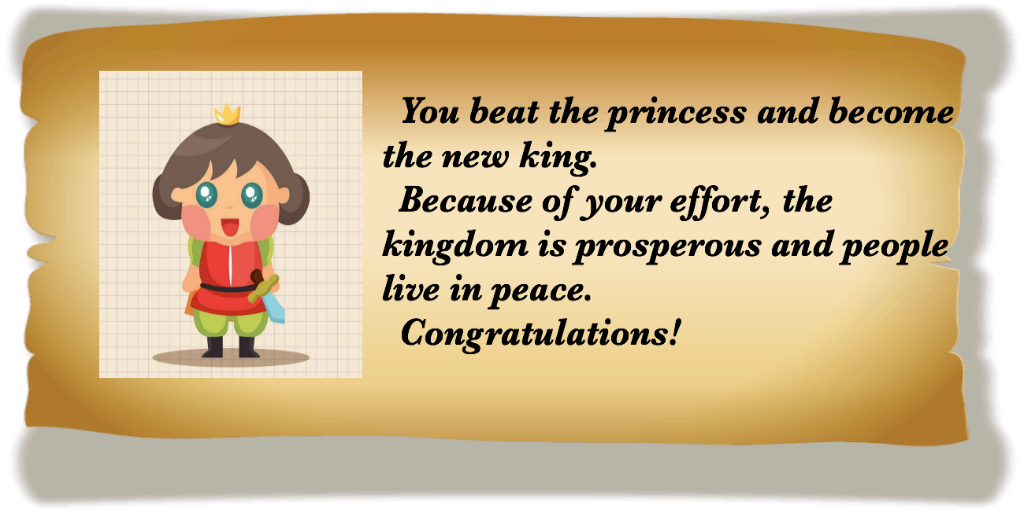 You beat the princess and become
the new king.
Because of your effort, the
kingdom is prosperous and people
live in peace.
Congratulations!